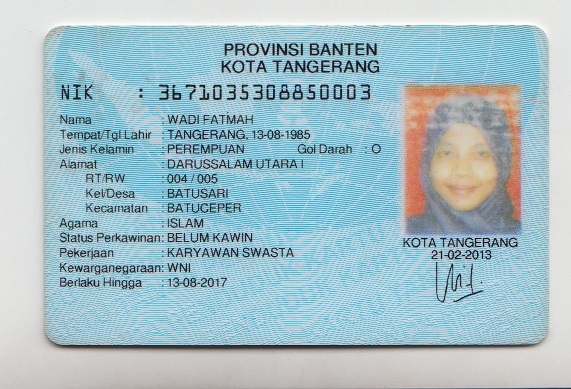 PROVINSI BANTEN
KOTA TANGERANG
NIK : 3671035308850003
Nama : WADI FATMAH
Tempat/Tgl Lahir : TANGERANG, 13-08-1985
Jenis Kelamin : PEREMPUAN Gol Darah : O
Alamat : DARUSSALAM UTARA I
RT/RW : 004 / 005
Kel/Desa : BATUSARI
Kecamatan : BATUCEPER
Agama : ISLAM
Status Perkawinan: BELUM KAWIN
Pekerjaan : KARYAWAN SWASTA
Kewarganegaraan: WNI
Berlaku Hingga : 13-08-2017
KOTA TANGERANG
21-02-2013